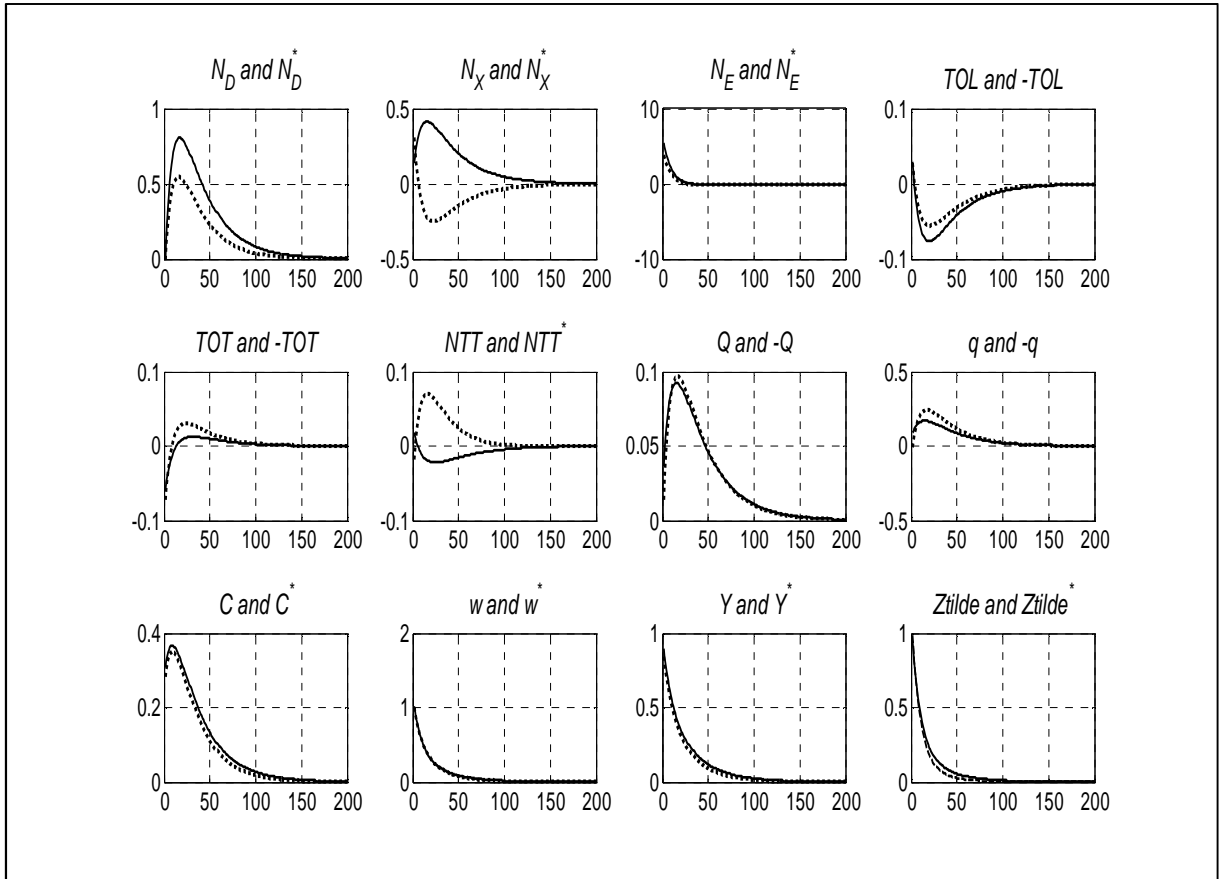 N_D and N_D^*
N_X and N_X^*
N_E and N_E^*
TOL and -TOL
1
0.5
0
0 50 100 150 200
0.5
0
-0.5
0 50 100 150 200
10
0
-10
0 50 100 150 200
0.1
0
-0.1
0 50 100 150 200
TOT and -TOT
NTT and NTT^*
Q and -Q
q and -q
0.1
0
-0.1
0 50 100 150 200
0.1
0
-0.1
0 50 100 150 200
0.1
0.05
0
0 50 100 150 200
0.5
0
-0.5
0 50 100 150 200
C and C^*
w and w^*
Y and Y^*
Ztilde and Ztilde^*
0.4
0.2
0
0 50 100 150 200
2
1
0
0 50 100 150 200
1
0.5
0
0 50 100 150 200
1
0.5
0
0 50 100 150 200